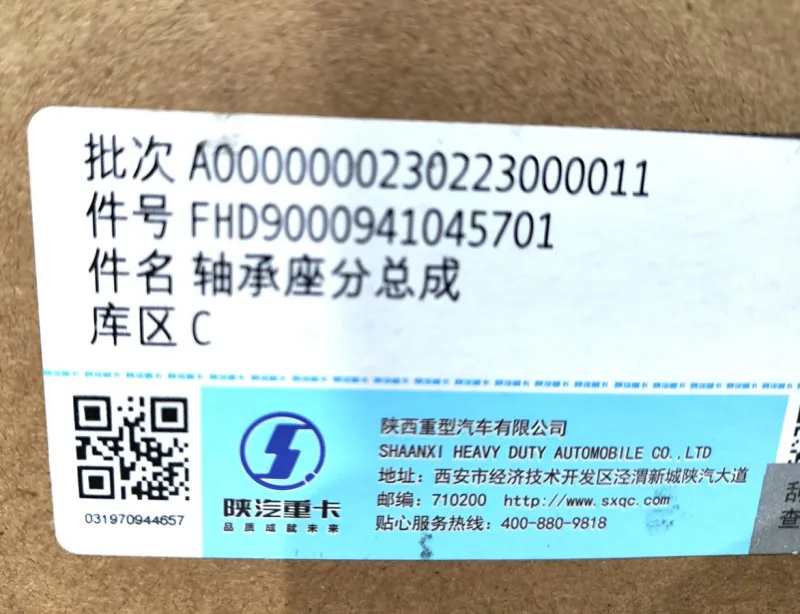 批次 A0000000230223000011
件号 FHD9000941045701
件名 轴承座分总成
库区 C
031970944657
陕汽重卡
品质成就未来
陕西重型汽车有限公司
SHAANXI HEAVY DUTY AUTOMOBILE CO.,LTD
地址：西安市经济技术开发区泾渭新城陕汽大道
邮编：710200 http://www.sxqc.com
贴心服务热线：400-880-9818
刮
查